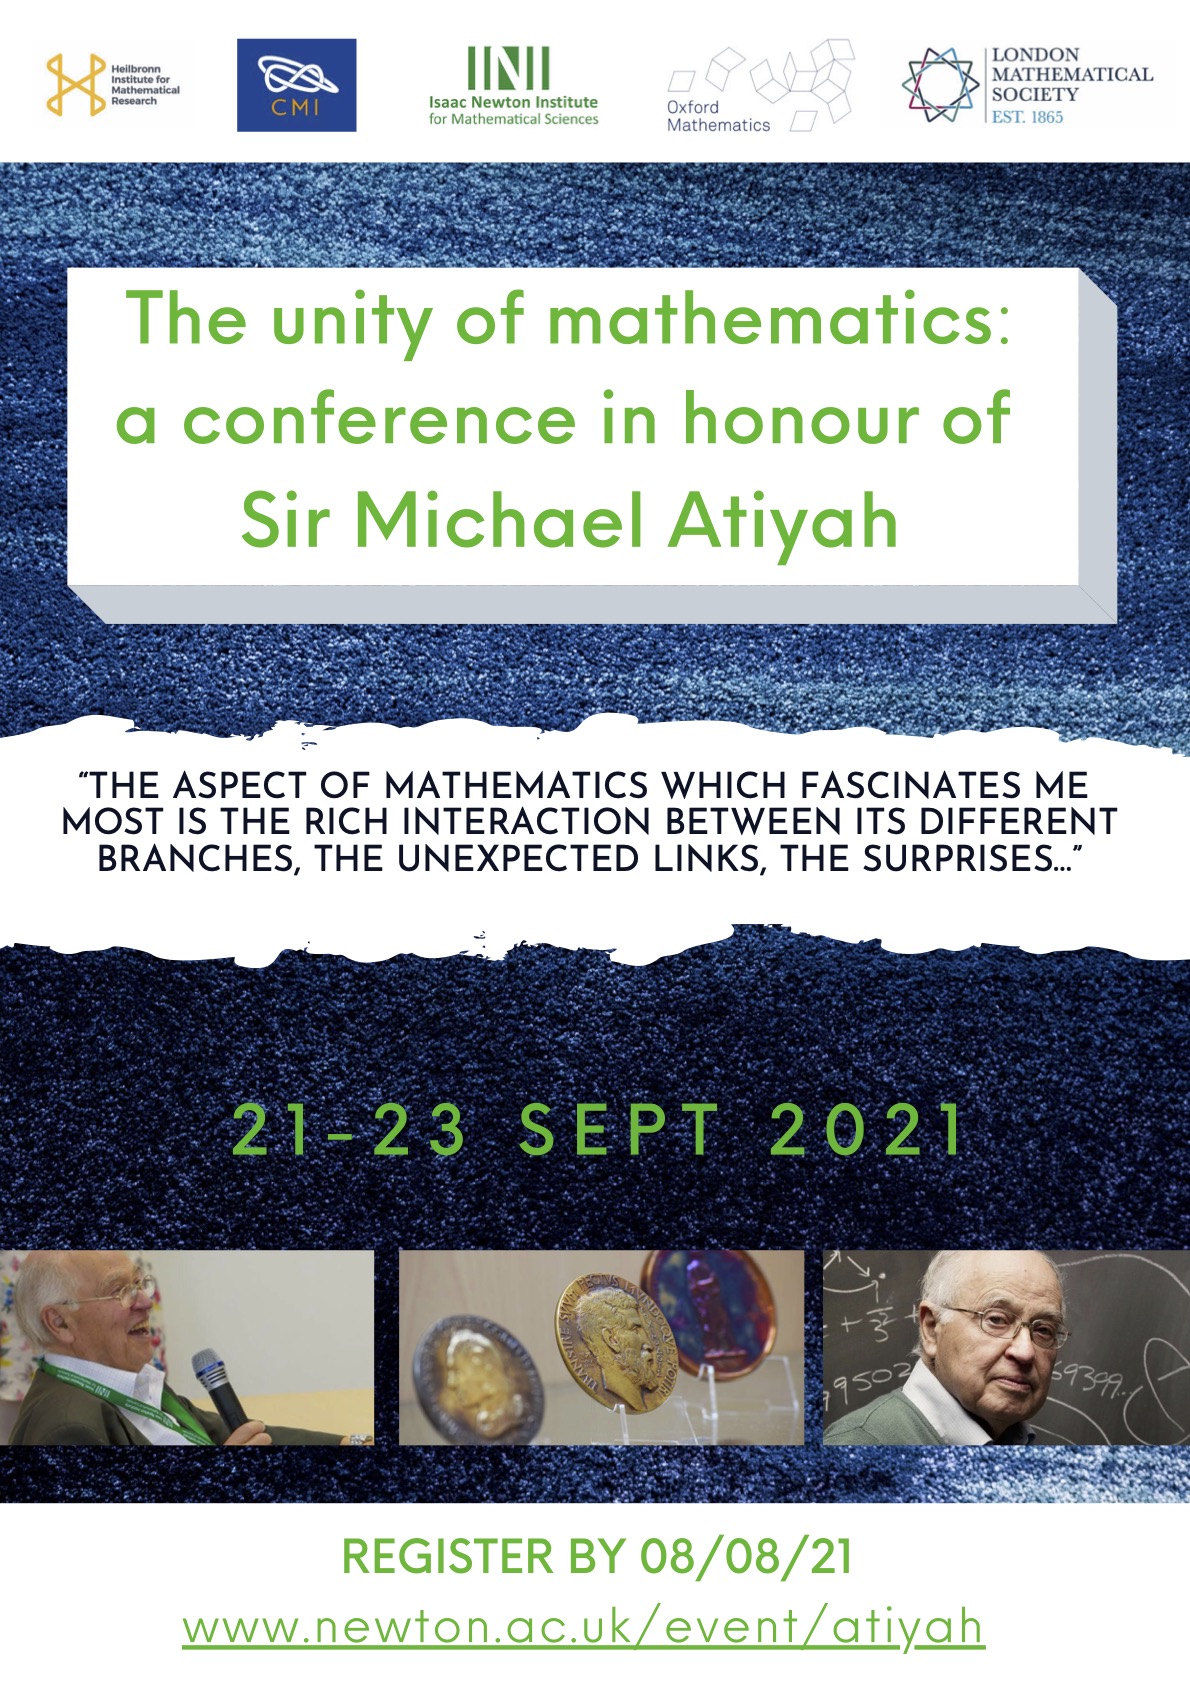 Heilbronn
Institute for
Mathematical
Research
CMI
Isaac Newton Institute
for Mathematical Sciences
Oxford
Mathematics
LONDON
MATHEMATICAL
SOCIETY
EST. 1865
The unity of mathematics:
a conference in honour of
Sir Michael Atiyah
“THE ASPECT OF MATHEMATICS WHICH FASCINATES ME
MOST IS THE RICH INTERACTION BETWEEN ITS DIFFERENT
BRANCHES, THE UNEXPECTED LINKS, THE SURPRISES...”
21-23 SEPT 2021
REGISTER BY 08/08/21
www.newton.ac.uk/event/atiyah